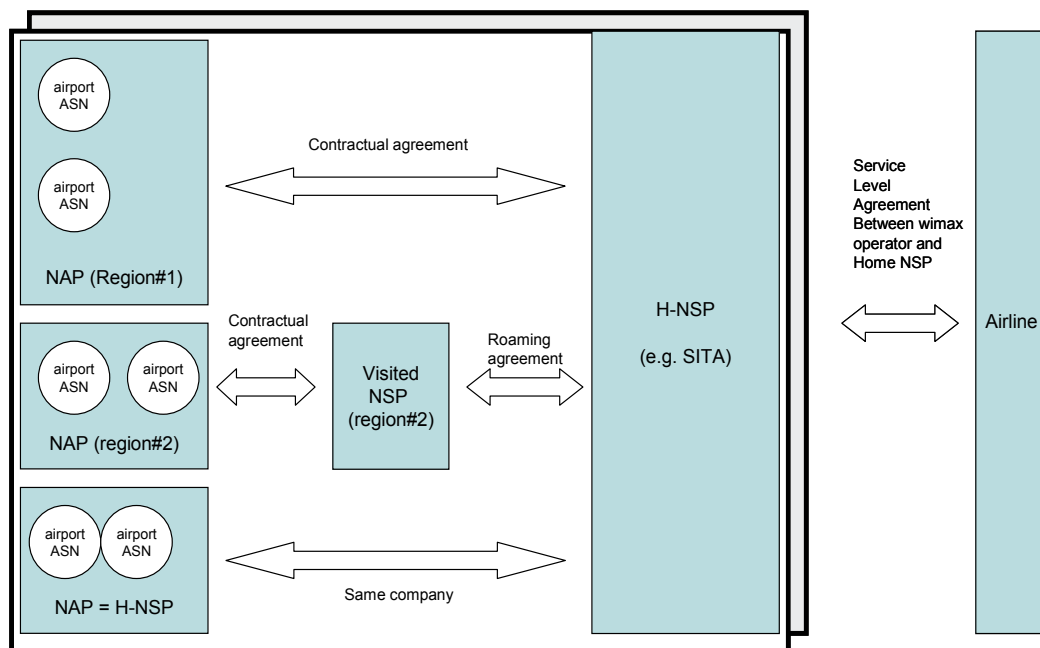 airport
ASN
airport
ASN
NAP (Region#1)
Contractual agreement
airport
ASN
airport
ASN
NAP (region#2)
Contractual
agreement
Visited
NSP
(region#2)
Roaming
agreement
airport
ASN
airport
ASN
NAP = H-NSP
Same company
H-NSP
(e.g. SITA)
Service
Level
Agreement
Between wimax
operator and
Home NSP
Airline